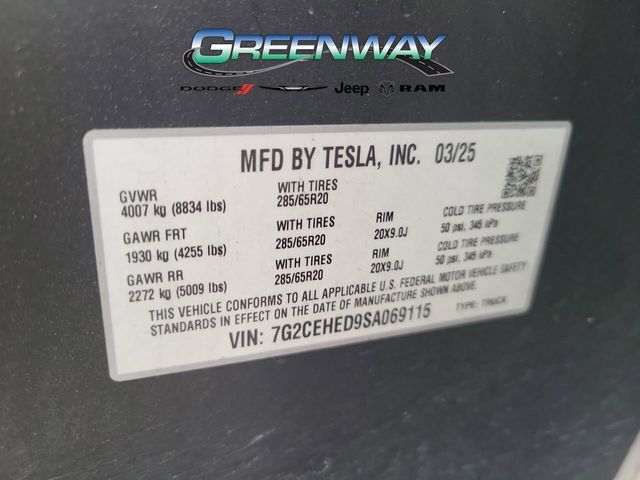 GREENWAY
DODGE Jeep RAM
MFD BY TESLA, INC. 03/25
GVWR WITH TIRES
4007 kg (8834 lbs) 285/65R20
GAWR FRT WITH TIRES RIM COLD TIRE PRESSURE
1930 kg (4255 lbs) 285/65R20 20X9.0J 50 psi, 345 kPa
GAWR RR WITH TIRES RIM COLD TIRE PRESSURE
2272 kg (5009 lbs) 285/65R20 20X9.0J 50 psi, 345 kPa
THIS VEHICLE CONFORMS TO ALL APPLICABLE U.S. FEDERAL MOTOR VEHICLE SAFETY
STANDARDS IN EFFECT ON THE DATE OF MANUFACTURE SHOWN ABOVE. TYPE: TRUCK
VIN: 7G2CEHED9SA069115